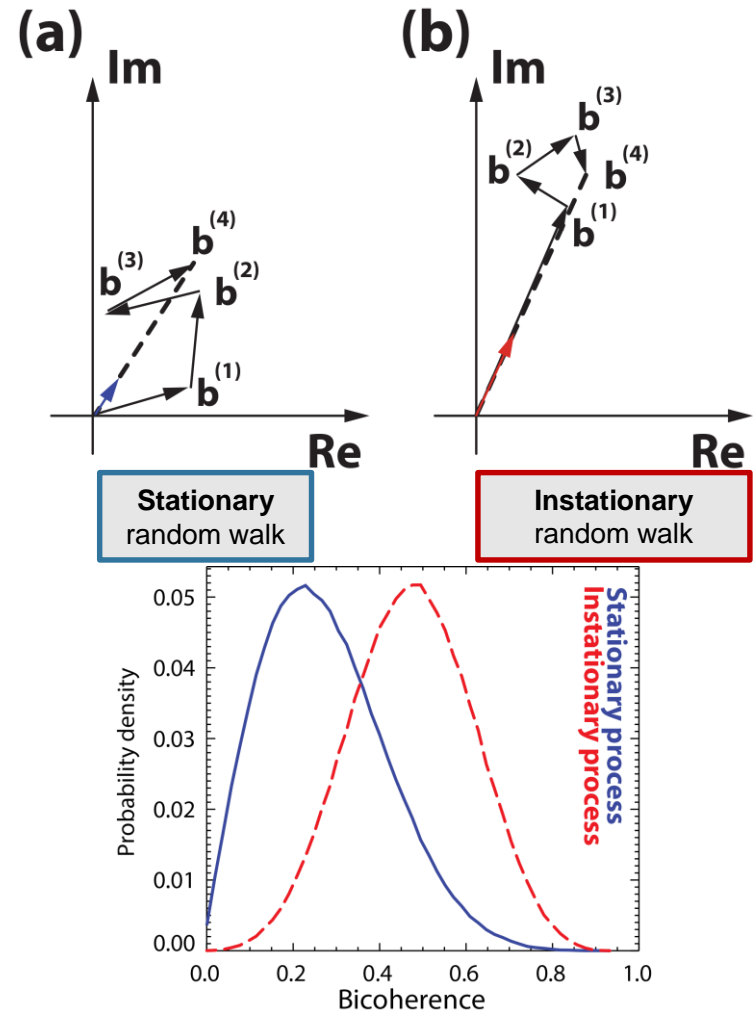 (a)
Im
b(4)
b(3)
b(2)
b(1)
Re
(b)
Im
b(3)
b(2)
b(4)
b(1)
Re
Stationary
random walk
Instationary
random walk
Probability density
0.05
0.04
0.03
0.02
0.01
0.00
0.0 0.2 0.4 0.6 0.8 1.0
Bicoherence
Stationary process
Instationary process